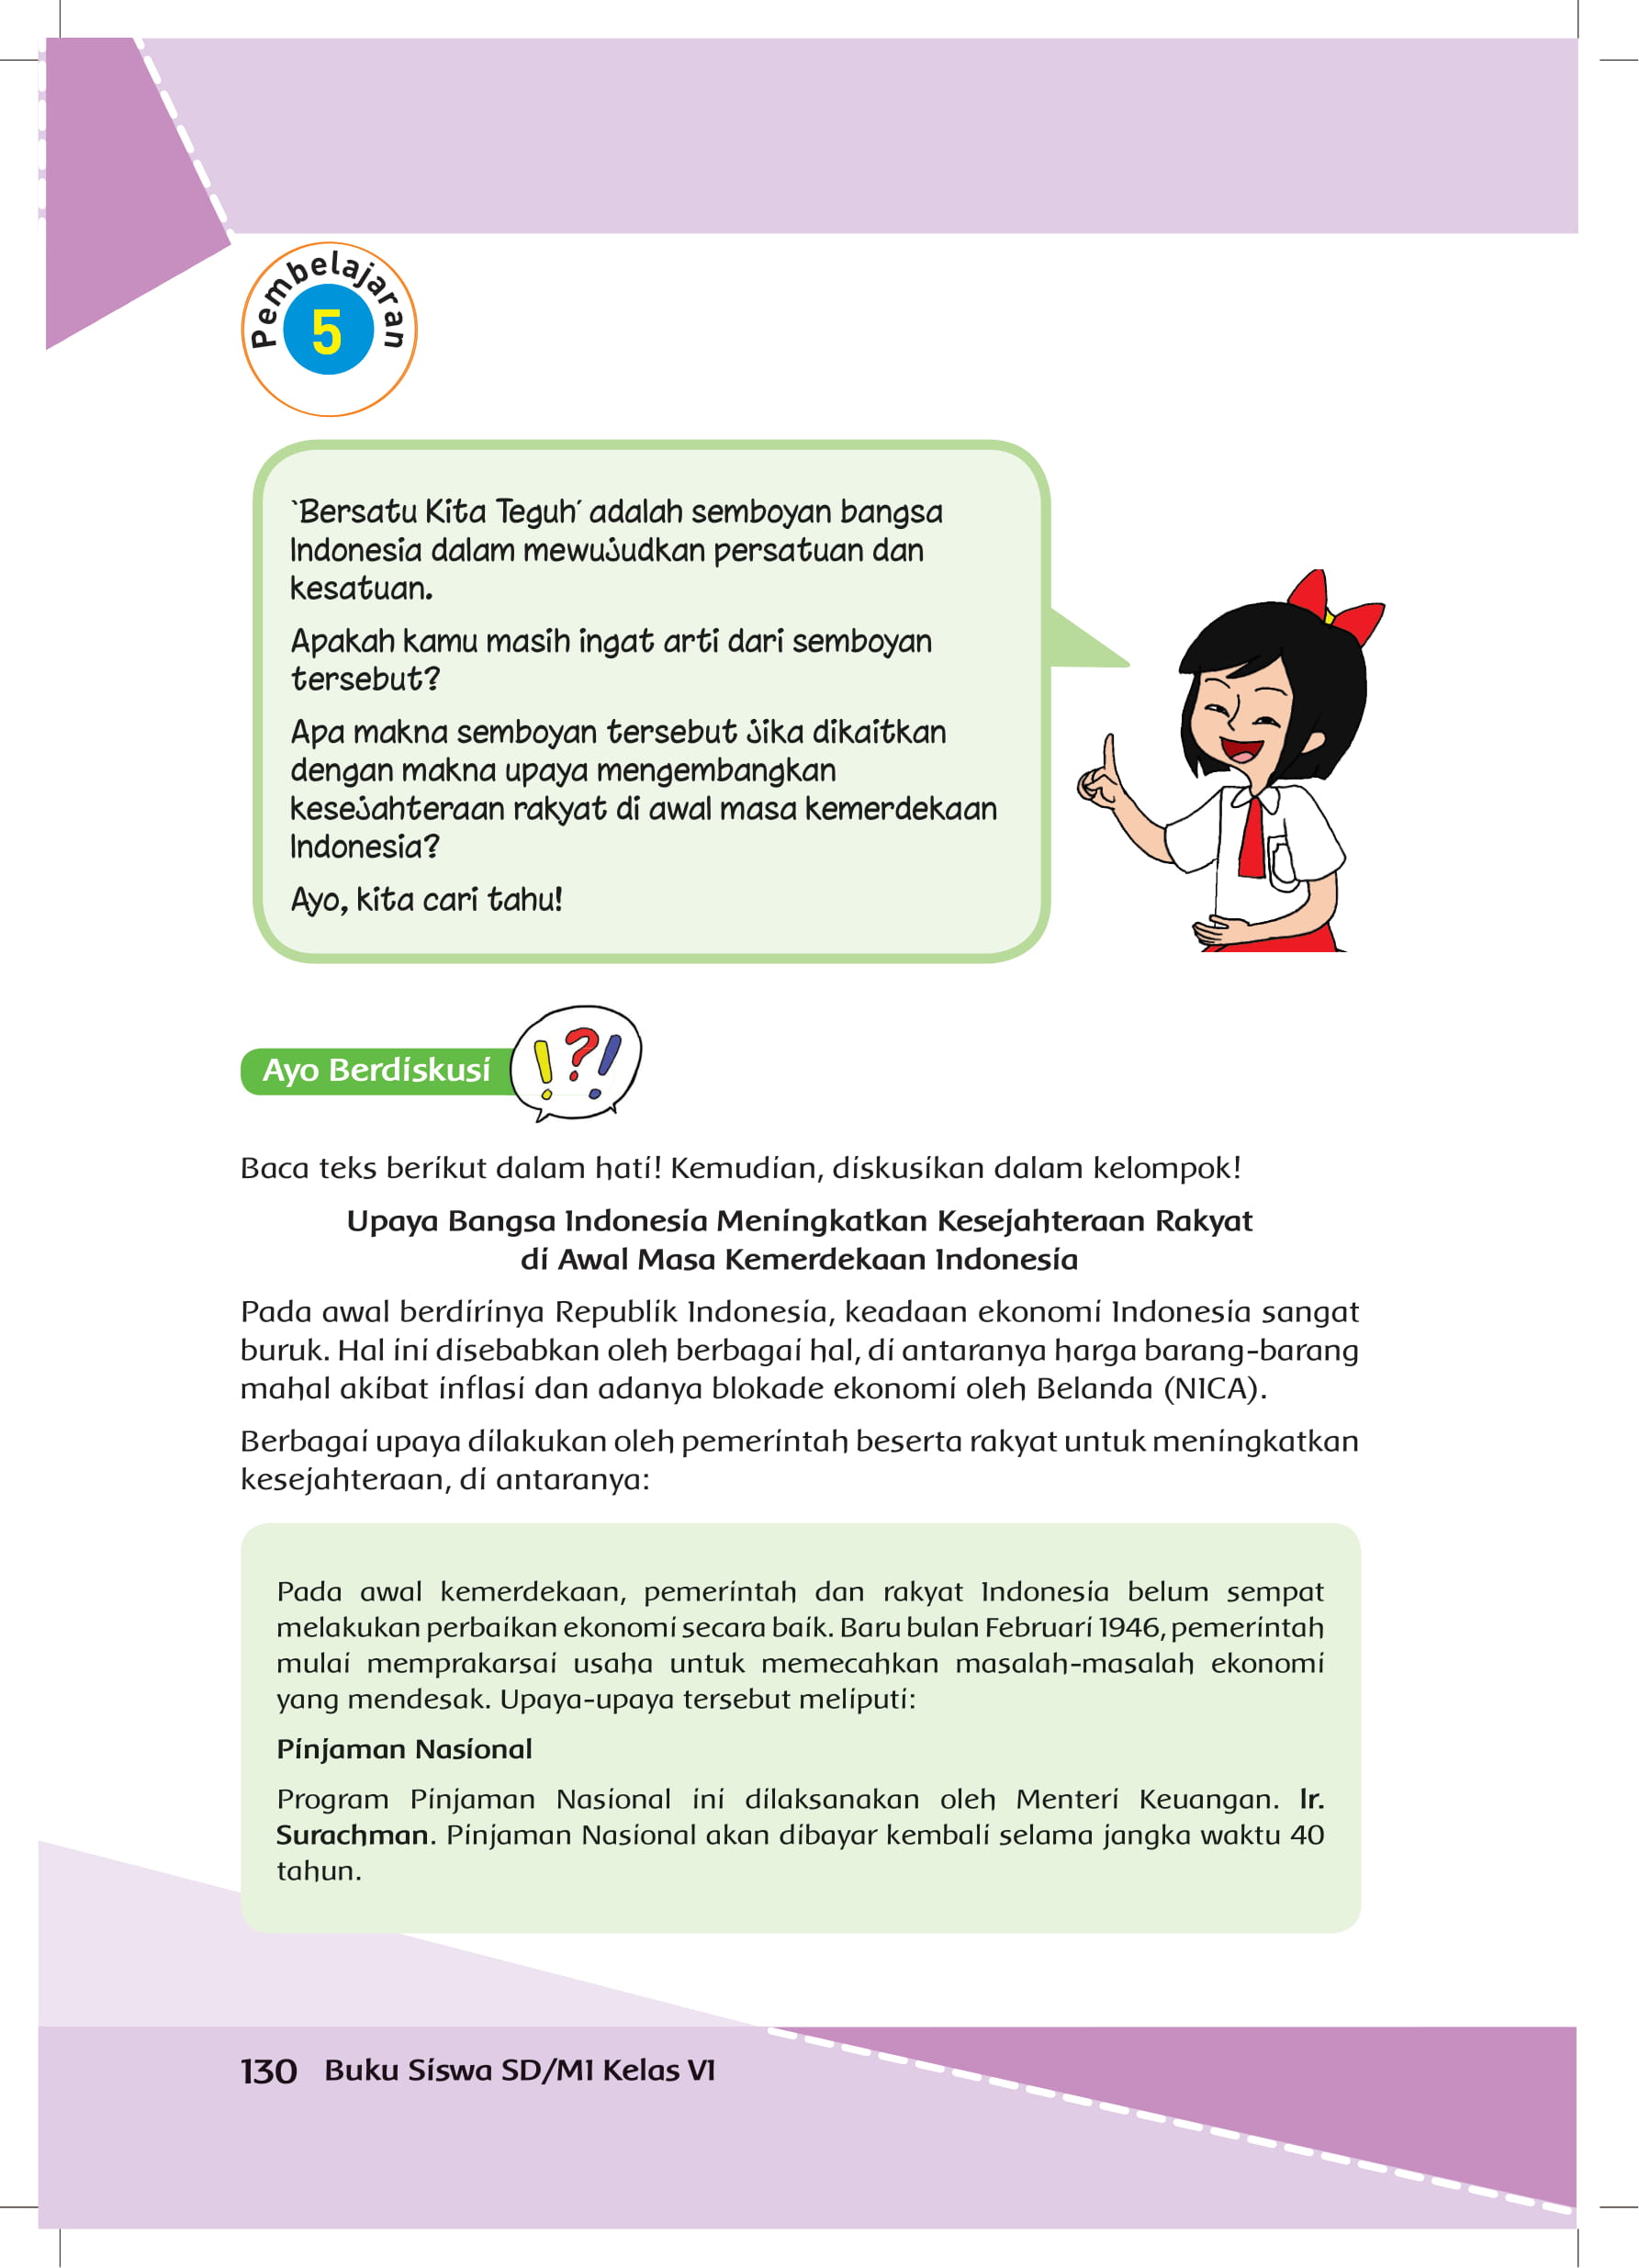 Pembelajaran
5
`Bersatu Kita Teguh´ adalah semboyan bangsa
Indonesia dalam mewujudkan persatuan dan
kesatuan.
Apakah kamu masih ingat arti dari semboyan
tersebut?
Apa makna semboyan tersebut jika dikaitkan
dengan makna upaya mengembangkan
kesejahteraan rakyat di awal masa kemerdekaan
Indonesia?
Ayo, kita cari tahu!
Ayo Berdiskusi
!?!
Baca teks berikut dalam hati! Kemudian, diskusikan dalam kelompok!
Upaya Bangsa Indonesia Meningkatkan Kesejahteraan Rakyat
di Awal Masa Kemerdekaan Indonesia
Pada awal berdirinya Republik Indonesia, keadaan ekonomi Indonesia sangat
buruk. Hal ini disebabkan oleh berbagai hal, di antaranya harga barang-barang
mahal akibat inflasi dan adanya blokade ekonomi oleh Belanda (NICA).
Berbagai upaya dilakukan oleh pemerintah beserta rakyat untuk meningkatkan
kesejahteraan, di antaranya:
Pada awal kemerdekaan, pemerintah dan rakyat Indonesia belum sempat
melakukan perbaikan ekonomi secara baik. Baru bulan Februari 1946, pemerintah
mulai memprakarsai usaha untuk memecahkan masalah-masalah ekonomi
yang mendesak. Upaya-upaya tersebut meliputi:
Pinjaman Nasional
Program Pinjaman Nasional ini dilaksanakan oleh Menteri Keuangan. Ir.
Surachman. Pinjaman Nasional akan dibayar kembali selama jangka waktu 40
tahun.
130 Buku Siswa SD/MI Kelas VI